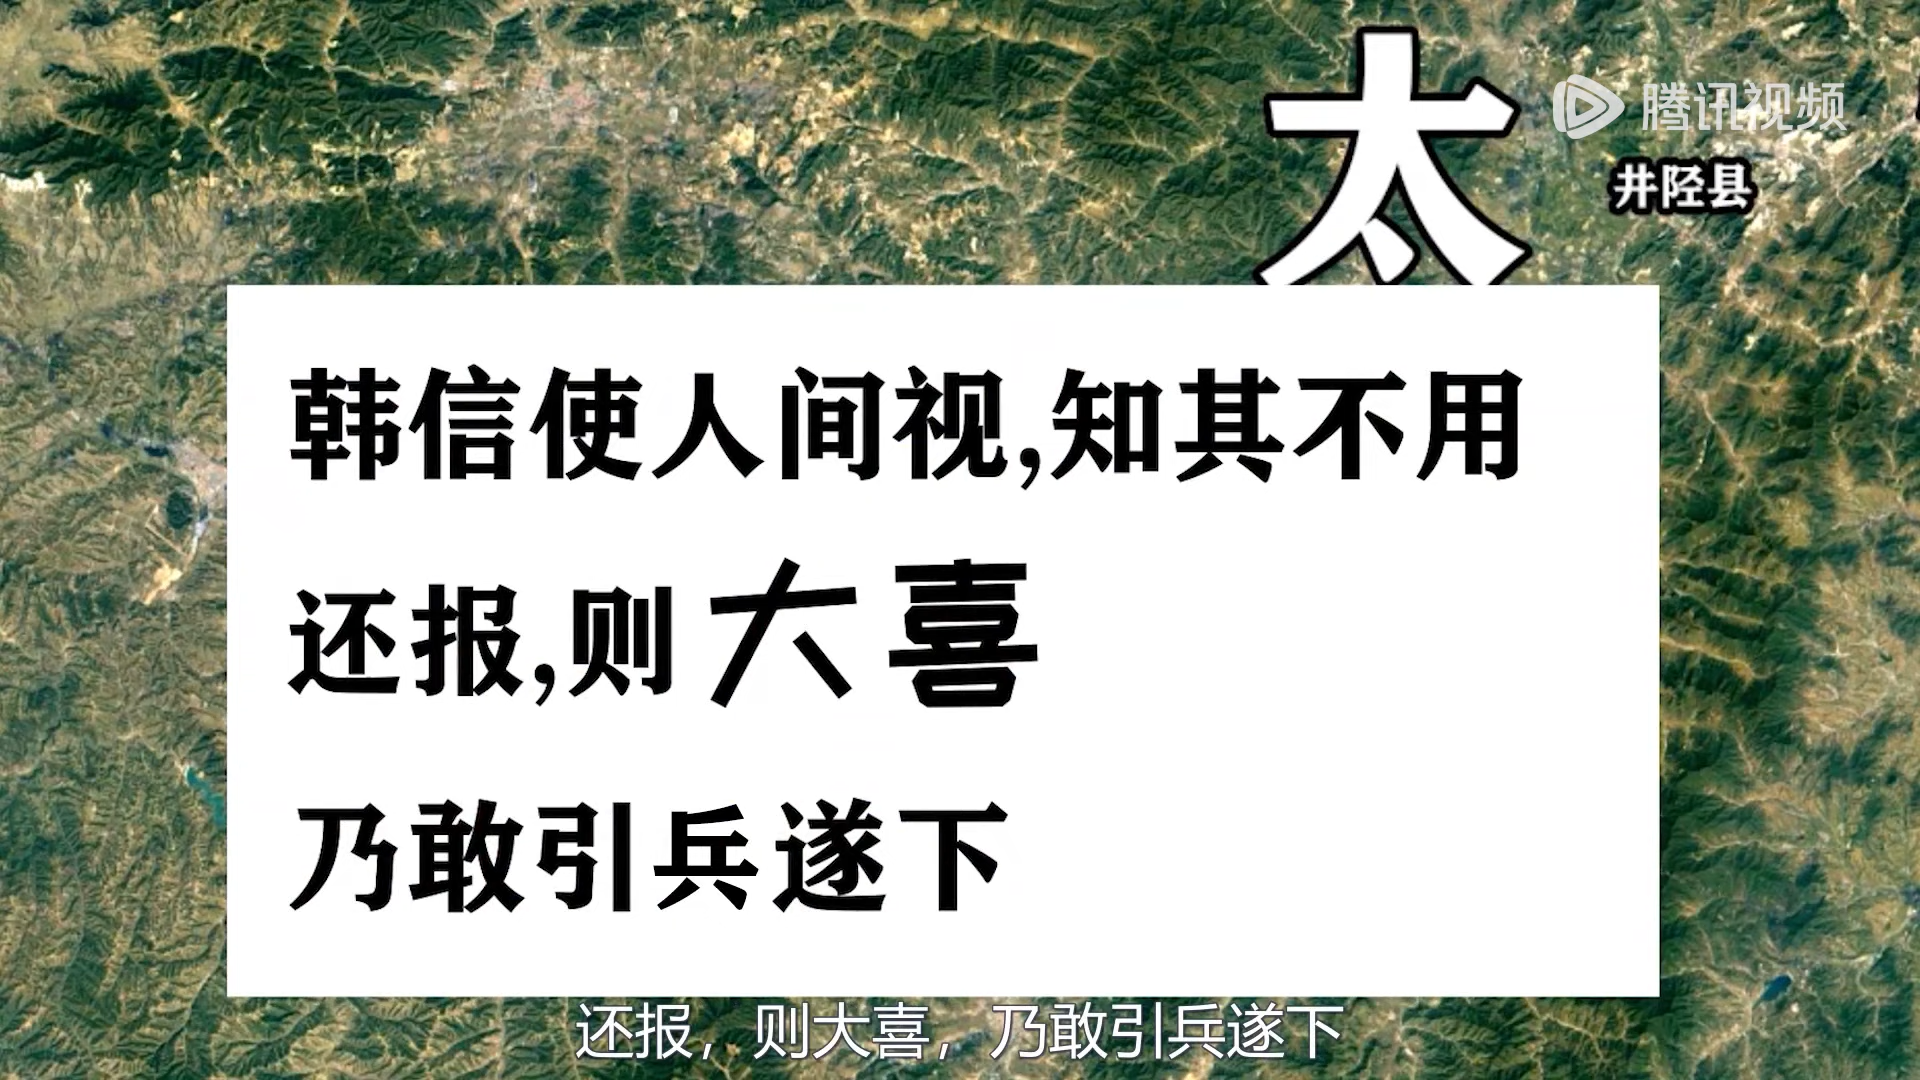 太
腾讯视频
井陉县
韩信使人间视,知其不用
还报,则大喜
乃敢引兵遂下
还报，则大喜，乃敢引兵遂下